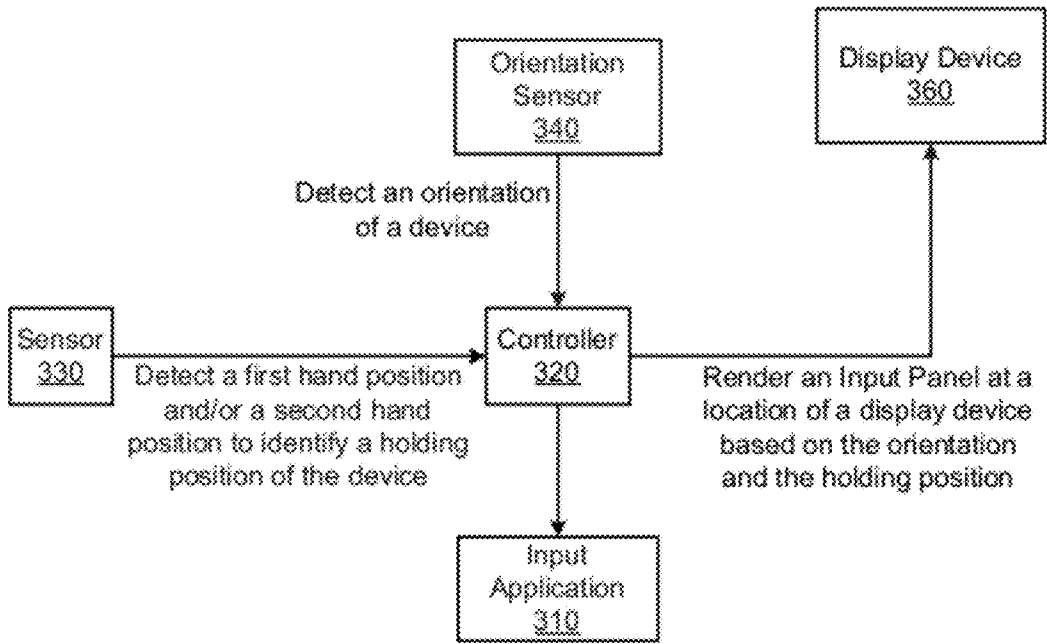 Orientation
Sensor
340
Display Device
360
Detect an orientation
of a device
Sensor
330
Controller
320
Detect a first hand position
and/or a second hand
position to identify a holding
position of the device
Render an Input Panel at a
location of a display device
based on the orientation
and the holding position
Input
Application
310